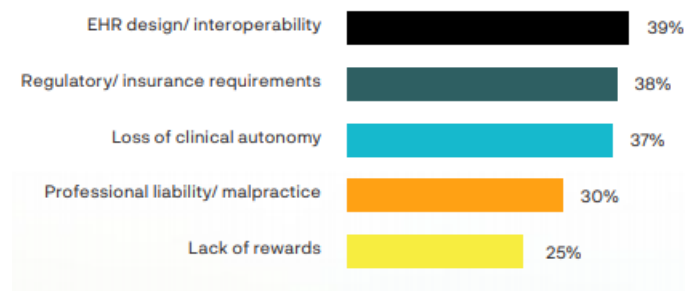 EHR design/ interoperability 39%
Regulatory/ insurance requirements 38%
Loss of clinical autonomy 37%
Professional liability/ malpractice 30%
Lack of rewards 25%